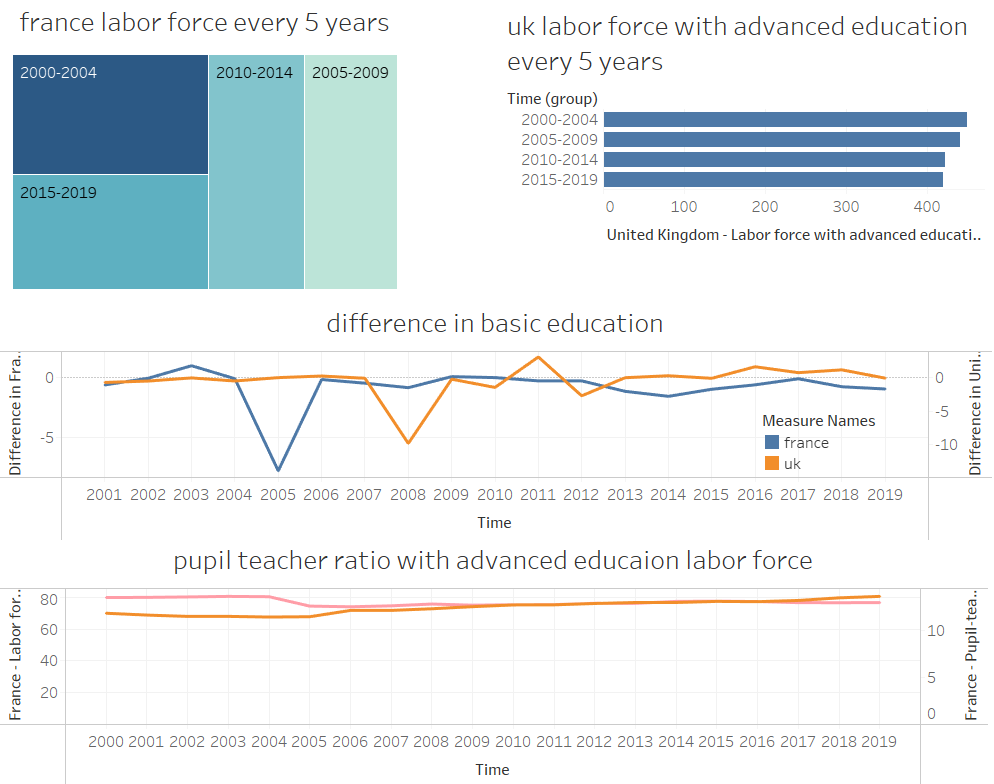 france labor force every 5 years
2000-2004
2010-2014
2005-2009
2015-2019
uk labor force with advanced education
every 5 years
Time (group)
2000-2004
2005-2009
2010-2014
2015-2019
0 100 200 300 400
United Kingdom - Labor force with advanced educati..
difference in basic education
Difference in Fra..
0
-5
0
-5
-10
Difference in Uni..
Measure Names
france
uk
2001 2002 2003 2004 2005 2006 2007 2008 2009 2010 2011 2012 2013 2014 2015 2016 2017 2018 2019
Time
pupil teacher ratio with advanced educaion labor force
France - Labor for..
80
60
40
20
10
5
0
France - Pupil-tea..
2000 2001 2002 2003 2004 2005 2006 2007 2008 2009 2010 2011 2012 2013 2014 2015 2016 2017 2018 2019
Time